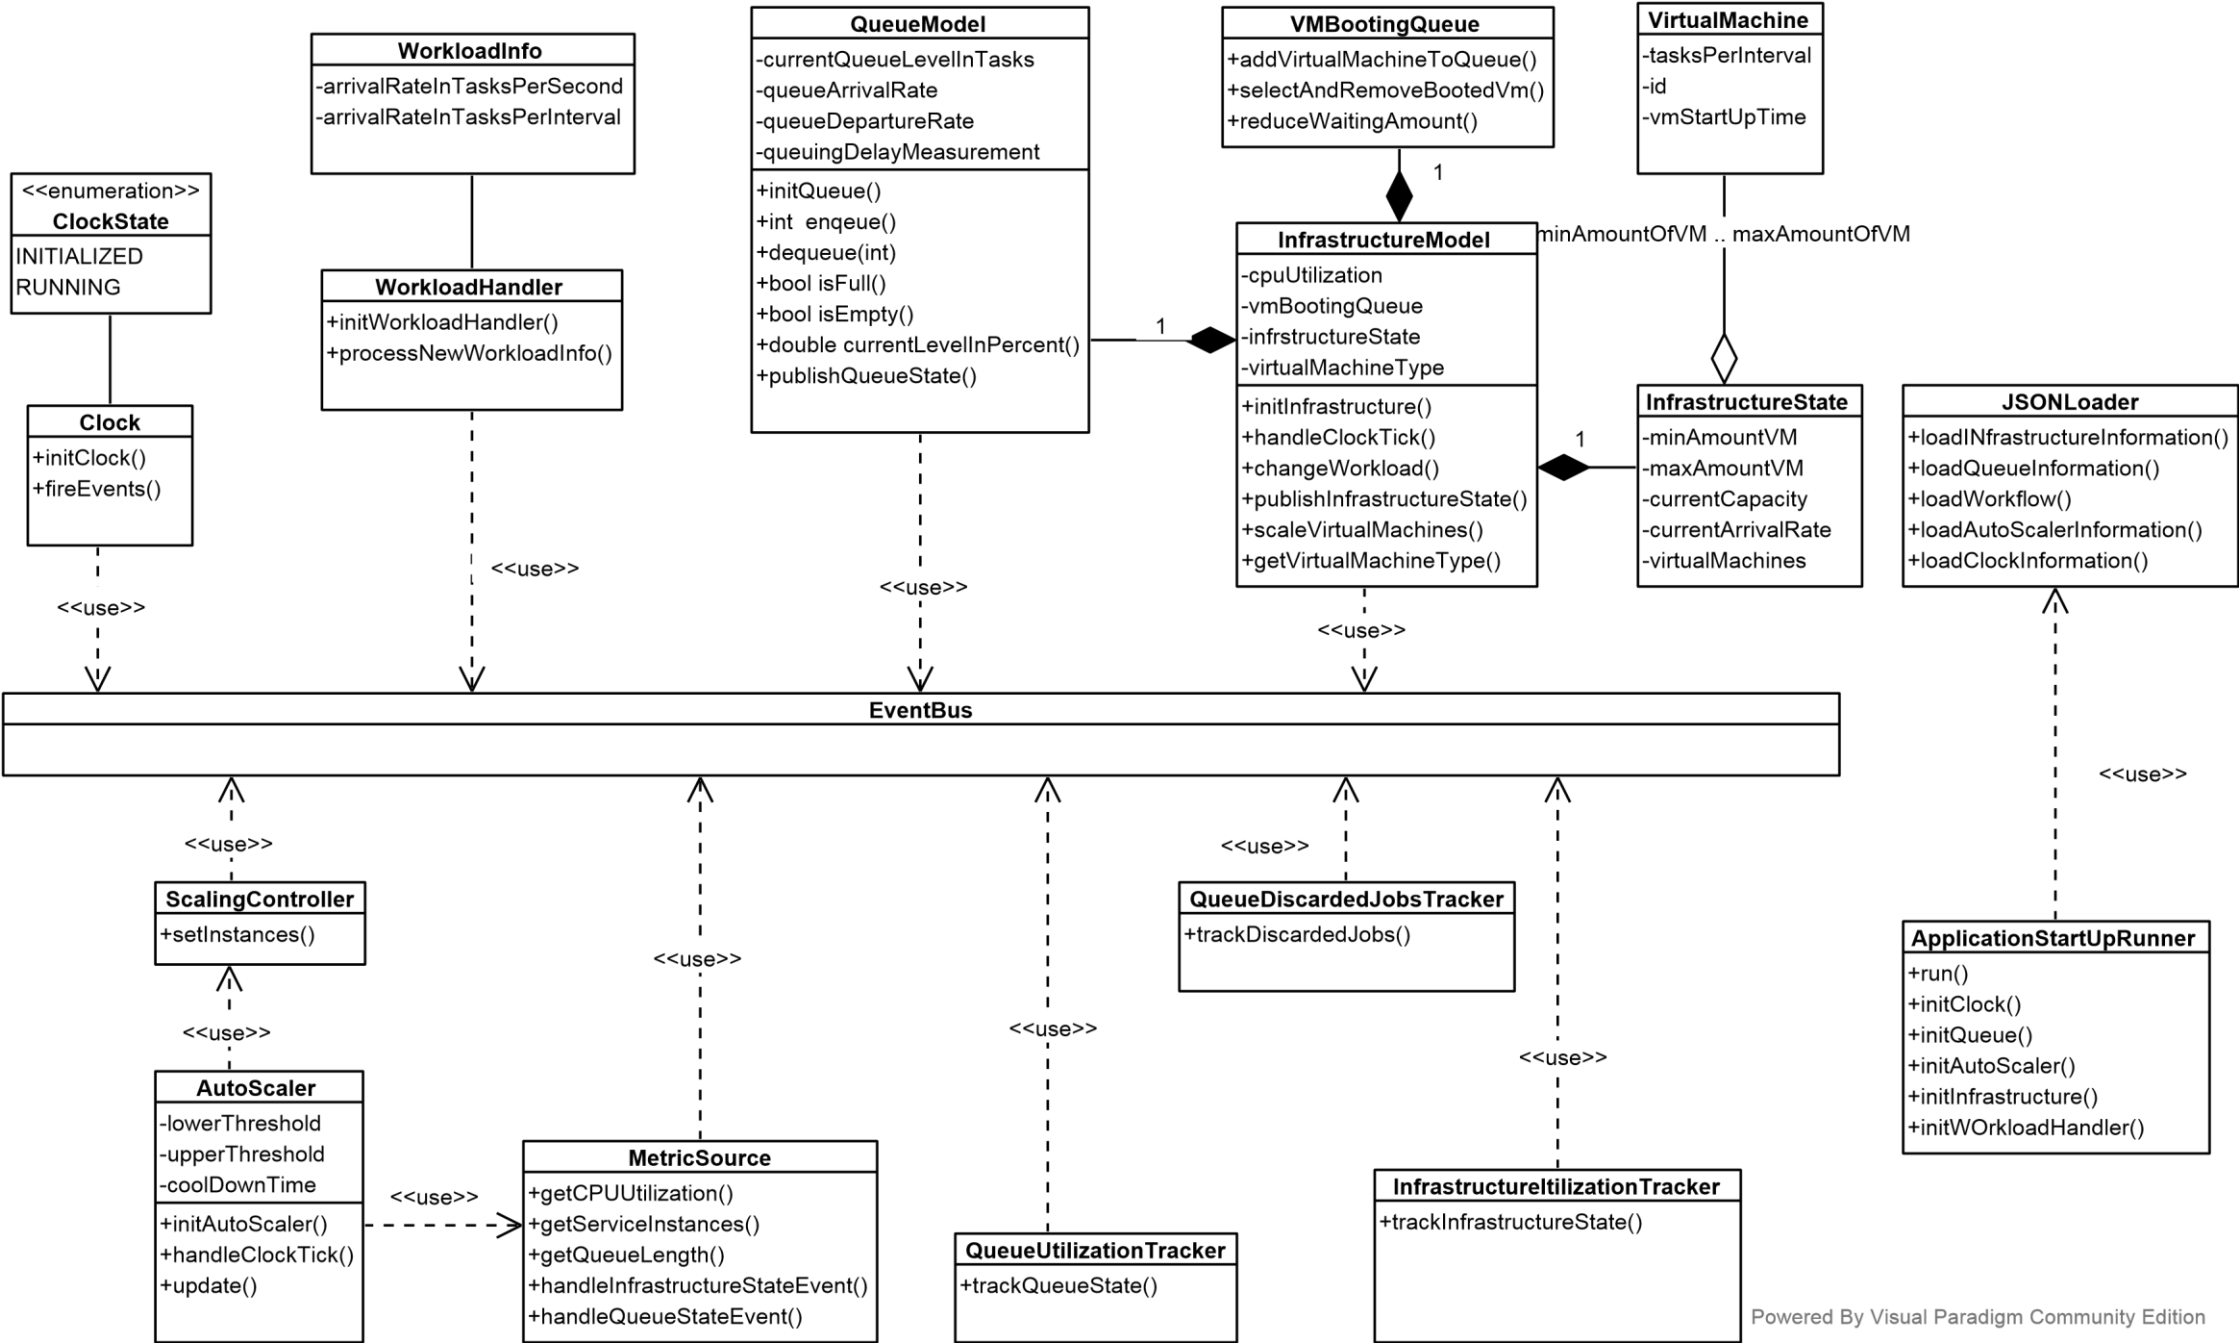 WorkloadInfo
-arrivalRateInTasksPerSecond
-arrivalRateInTasksPerInterval
QueueModel
-currentQueueLevelInTasks
-queueArrivalRate
-queueDepartureRate
-queuingDelayMeasurement
+initQueue()
+int  enqeue()
+dequeue(int)
+bool isFull()
+bool isEmpty()
+double currentLevelInPercent()
+publishQueueState()
VMBootingQueue
+addVirtualMachineToQueue()
+selectAndRemoveBootedVm()
+reduceWaitingAmount()
VirtualMachine
-tasksPerInterval
-id
-vmStartUpTime
<<enumeration>>
ClockState
INITIALIZED
RUNNING
1
minAmountOfVM .. maxAmountOfVM
WorkloadHandler
+initWorkloadHandler()
+processNewWorkloadInfo()
1
InfrastructureModel
-cpuUtilization
-vmBootingQueue
-infrstructureState
-virtualMachineType
+initInfrastructure()
+handleClockTick()
+changeWorkload()
+publishInfrastructureState()
+scaleVirtualMachines()
+getVirtualMachineType()
1
InfrastructureState
-minAmountVM
-maxAmountVM
-currentCapacity
-currentArrivalRate
-virtualMachines
JSONLoader
+loadINfrastructureInformation()
+loadQueueInformation()
+loadWorkflow()
+loadAutoScalerInformation()
+loadClockInformation()
Clock
+initClock()
+fireEvents()
<<use>>
<<use>>
<<use>>
<<use>>
EventBus
<<use>>
<<use>>
<<use>>
ScalingController
+setInstances()
QueueDiscardedJobsTracker
+trackDiscardedJobs()
<<use>>
<<use>>
<<use>>
<<use>>
ApplicationStartUpRunner
+run()
+initClock()
+initQueue()
+initAutoScaler()
+initInfrastructure()
+initWOrkloadHandler()
AutoScaler
-lowerThreshold
-upperThreshold
-coolDownTime
+initAutoScaler()
+handleClockTick()
+update()
<<use>>
MetricSource
+getCPUUtilization()
+getServiceInstances()
+getQueueLength()
+handleInfrastructureStateEvent()
+handleQueueStateEvent()
QueueUtilizationTracker
+trackQueueState()
InfrastructureItilizationTracker
+trackInfrastructureState()
Powered By Visual Paradigm Community Edition